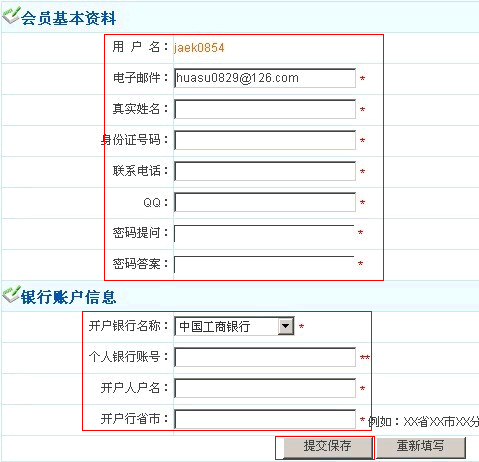 会员基本资料
用 户 名：jaek0854
电子邮件：huasu0829@126.com *
真实姓名： *
身份证号码： *
联系电话： *
QQ： *
密码提问： *
密码答案： *
银行账户信息
开户银行名称：中国工商银行 *
个人银行账号： **
开户人户名： *
开户行省市： * 例如：XX省XX市XX分
提交保存 重新填写